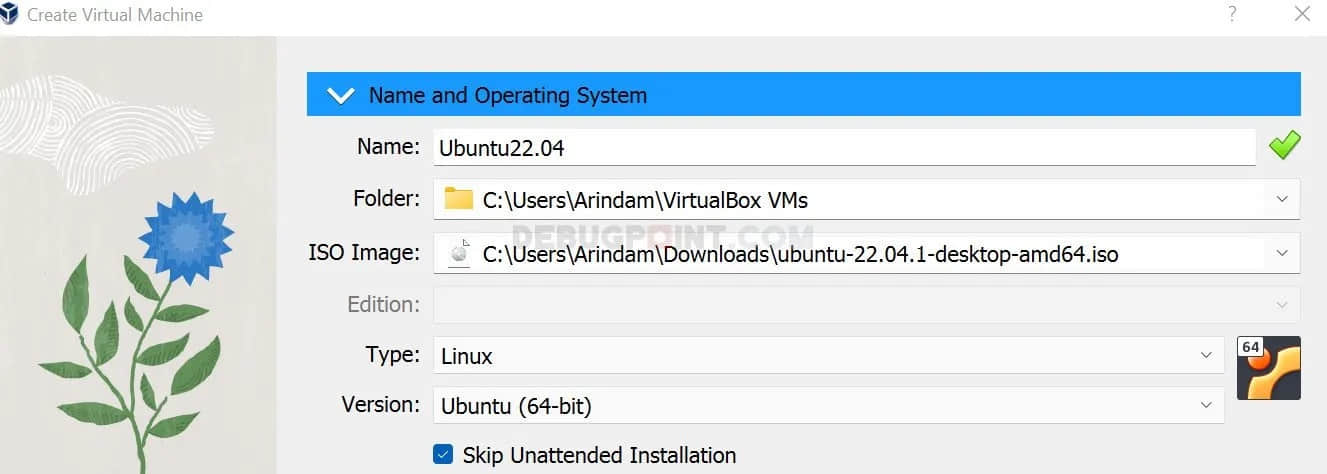 Create Virtual Machine ?
Name and Operating System
Name: Ubuntu22.04
Folder: C:\Users\Arindam\VirtualBox VMs
DEBUGPOINT.COM
ISO Image: C:\Users\Arindam\Downloads\ubuntu-22.04.1-desktop-amd64.iso
Edition:
Type: Linux 64
Version: Ubuntu (64-bit)
Skip Unattended Installation